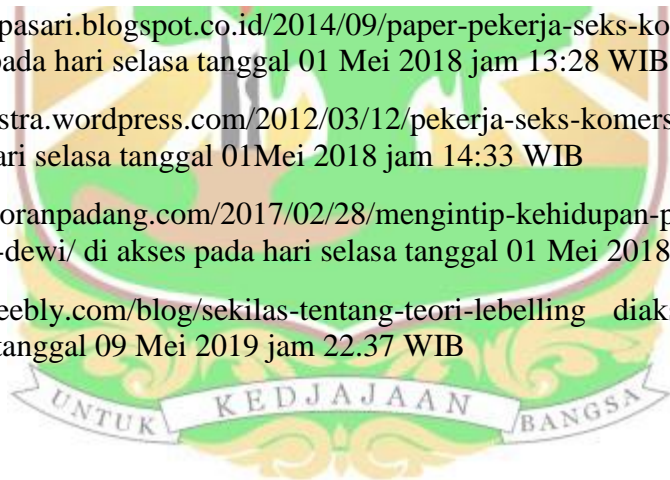 pasari.blogspot.co.id/2014/09/paper-pekerja-seks-ko
pada hari selasa tanggal 01 Mei 2018 jam 13:28 WIB
stra.wordpress.com/2012/03/12/pekerja-seks-komers
ari selasa tanggal 01Mei 2018 jam 14:33 WIB
oranpadang.com/2017/02/28/mengintip-kehidupan-p
-dewi/ di akses pada hari selasa tanggal 01 Mei 2018
eebly.com/blog/sekilas-tentang-teori-lebelling diak
tanggal 09 Mei 2019 jam 22.37 WIB
UNTUK KEDJAJAAN BANGSA